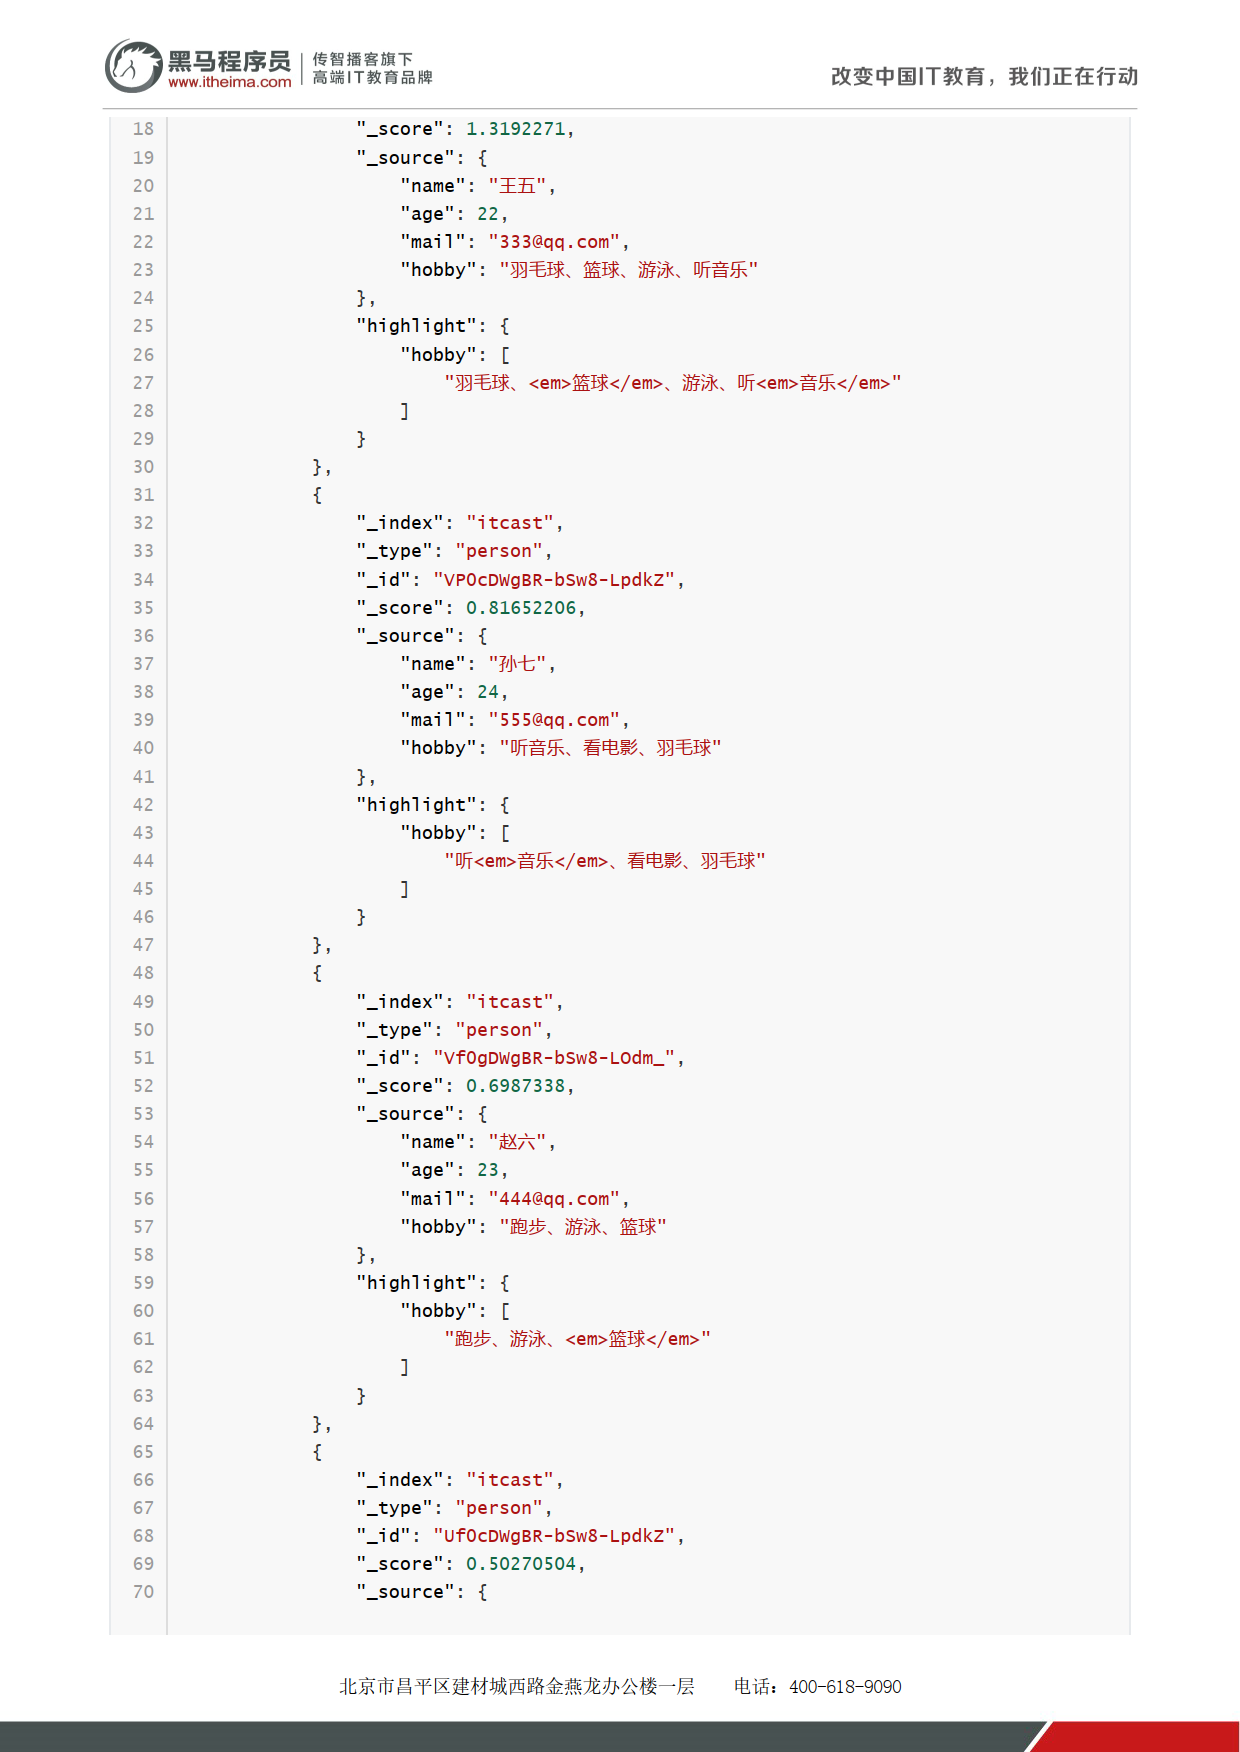 黑马程序员
www.itheima.com
传智播客旗下
高端IT教育品牌
改变中国IT教育，我们正在行动
18 "_score": 1.3192271,
19 "_source": {
20 "name": "王五",
21 "age": 22,
22 "mail": "333@qq.com",
23 "hobby": "羽毛球、篮球、游泳、听音乐"
24 },
25 "highlight": {
26 "hobby": [
27 "羽毛球、<em>篮球</em>、游泳、听<em>音乐</em>"
28 ]
29 }
30 },
31 {
32 "_index": "itcast",
33 "_type": "person",
34 "_id": "VP0cDWgBR-bSw8-LpdkZ",
35 "_score": 0.81652206,
36 "_source": {
37 "name": "孙七",
38 "age": 24,
39 "mail": "555@qq.com",
40 "hobby": "听音乐、看电影、羽毛球"
41 },
42 "highlight": {
43 "hobby": [
44 "听<em>音乐</em>、看电影、羽毛球"
45 ]
46 }
47 },
48 {
49 "_index": "itcast",
50 "_type": "person",
51 "_id": "Vf0gDWgBR-bSw8-LOdm_",
52 "_score": 0.6987338,
53 "_source": {
54 "name": "赵六",
55 "age": 23,
56 "mail": "444@qq.com",
57 "hobby": "跑步、游泳、篮球"
58 },
59 "highlight": {
60 "hobby": [
61 "跑步、游泳、<em>篮球</em>"
62 ]
63 }
64 },
65 {
66 "_index": "itcast",
67 "_type": "person",
68 "_id": "Uf0cDWgBR-bSw8-LpdkZ",
69 "_score": 0.50270504,
70 "_source": {
北京市昌平区建材城西路金燕龙办公楼一层 电话：400-618-9090